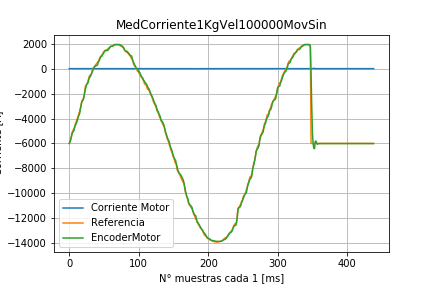 MedCorriente1KgVel100000MovSin
2000
0
−2000
−4000
−6000
−8000
−10000
−12000
−14000
Corriente Motor
Referencia
EncoderMotor
0
100
200
300
400
N° muestras cada 1 [ms]